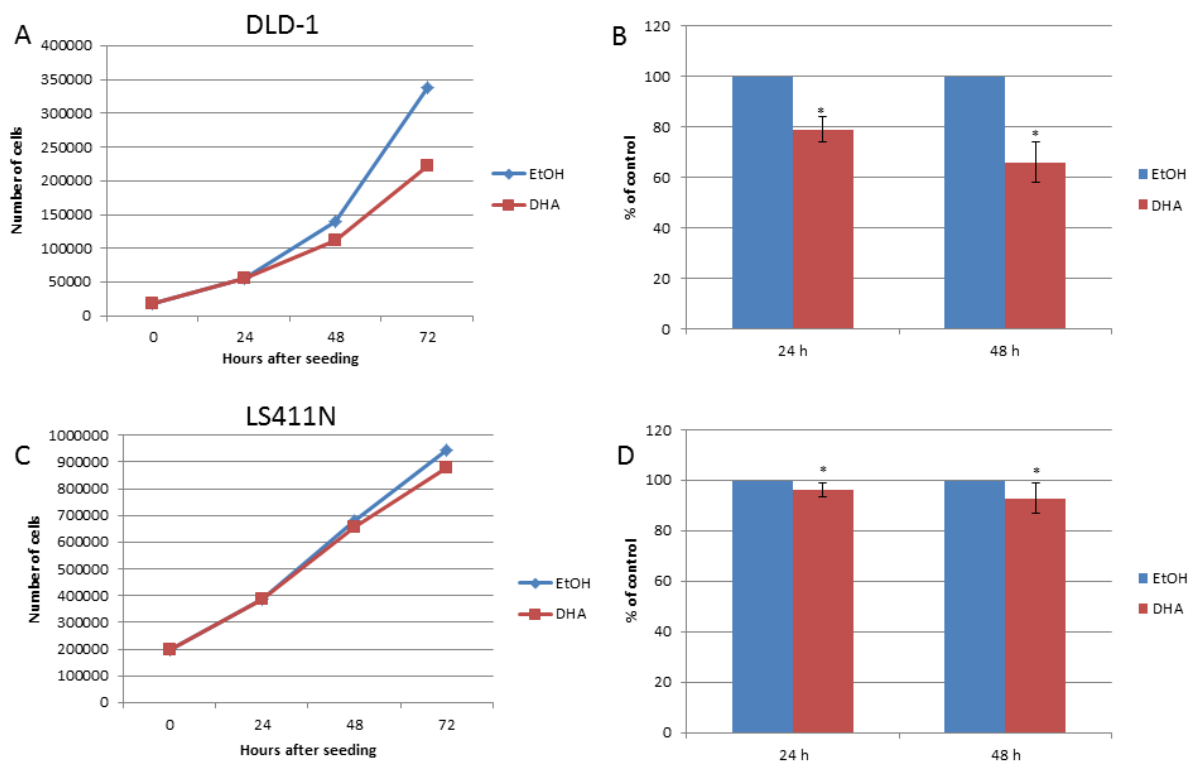 A
DLD-1
400000
350000
300000
250000
200000
150000
100000
50000
0
Number of cells
0 24 48 72
Hours after seeding
EtOH
DHA
B
120
100
80
60
40
20
0
% of control
*
*
24 h 48 h
EtOH
DHA
C
LS411N
1000000
900000
800000
700000
600000
500000
400000
300000
200000
100000
0
Number of cells
0 24 48 72
Hours after seeding
EtOH
DHA
D
120
100
80
60
40
20
0
% of control
* *
24 h 48 h
EtOH
DHA